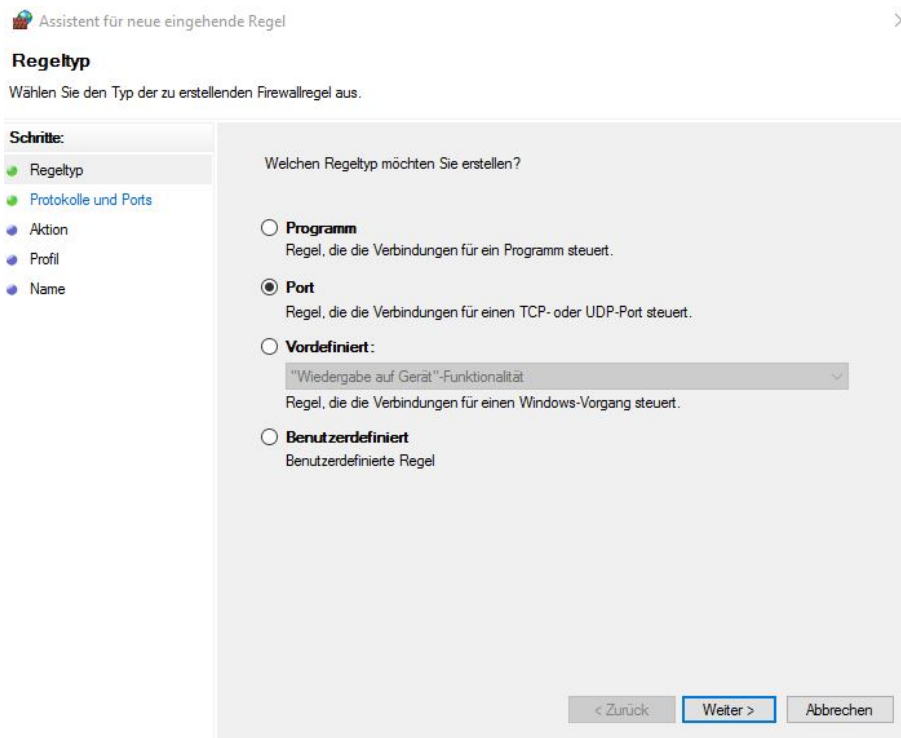 Assistent für neue eingehende Regel
Regeltyp
Wählen Sie den Typ der zu erstellenden Firewallregel aus.
Schritte:
Regeltyp
Protokolle und Ports
Aktion
Profil
Name
Welchen Regeltyp möchten Sie erstellen?
Programm
Regel, die die Verbindungen für ein Programm steuert.
Port
Regel, die die Verbindungen für einen TCP- oder UDP-Port steuert.
Vordefiniert:
"Wiedergabe auf Gerät"-Funktionalität
Regel, die die Verbindungen für einen Windows-Vorgang steuert.
Benutzerdefiniert
Benutzerdefinierte Regel
< Zurück Weiter > Abbrechen